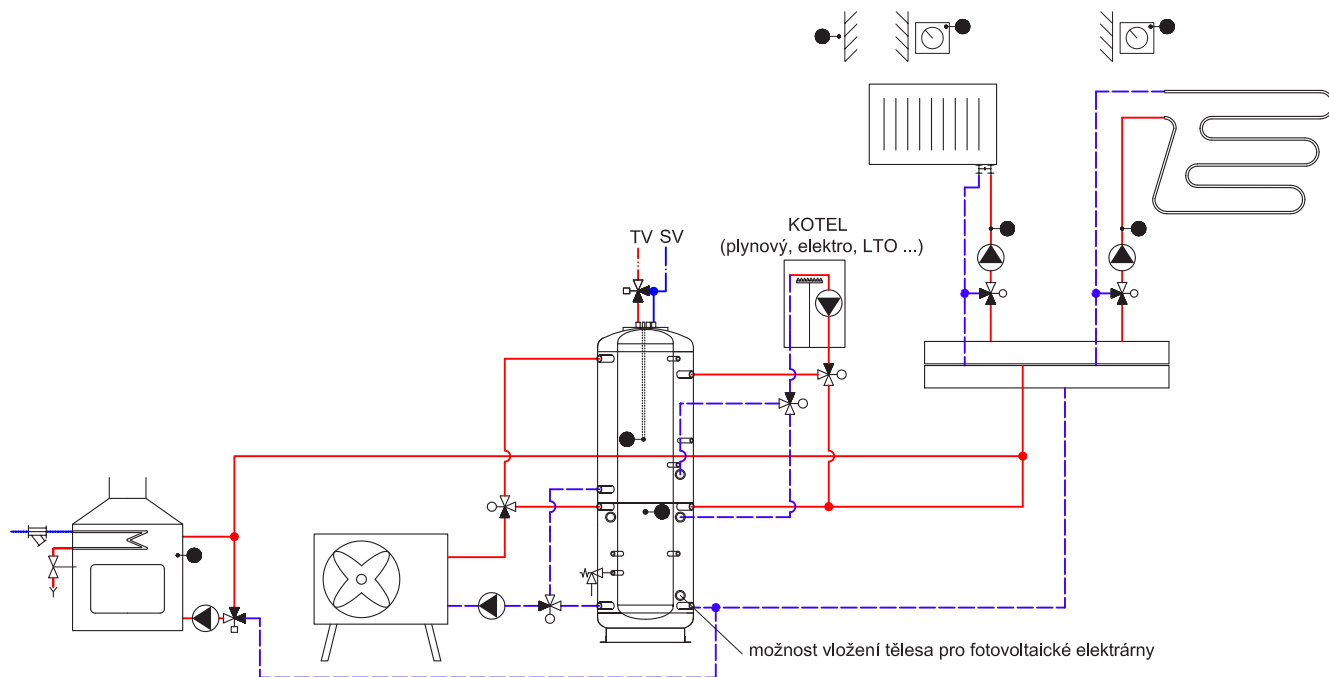 KOTEL
(plynový, elektro, LTO ...)
TV SV
možnost vložení tělesa pro fotovoltaické elektrárny